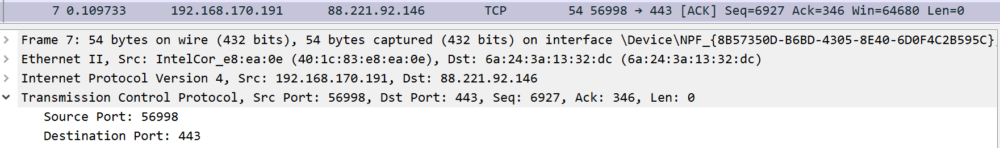 7 0.109733 192.168.170.191 88.221.92.146 TCP 54 56998 → 443 [ACK] Seq=6927 Ack=346 Win=64680 Len=0
Frame 7: 54 bytes on wire (432 bits), 54 bytes captured (432 bits) on interface \Device\NPF_{8B57350D-B6BD-4305-8E40-6D0F4C2B595C},
Ethernet II, Src: IntelCor_e8:ea:0e (40:1c:83:e8:ea:0e), Dst: 6a:24:3a:13:32:dc (6a:24:3a:13:32:dc)
Internet Protocol Version 4, Src: 192.168.170.191, Dst: 88.221.92.146
Transmission Control Protocol, Src Port: 56998, Dst Port: 443, Seq: 6927, Ack: 346, Len: 0
Source Port: 56998
Destination Port: 443